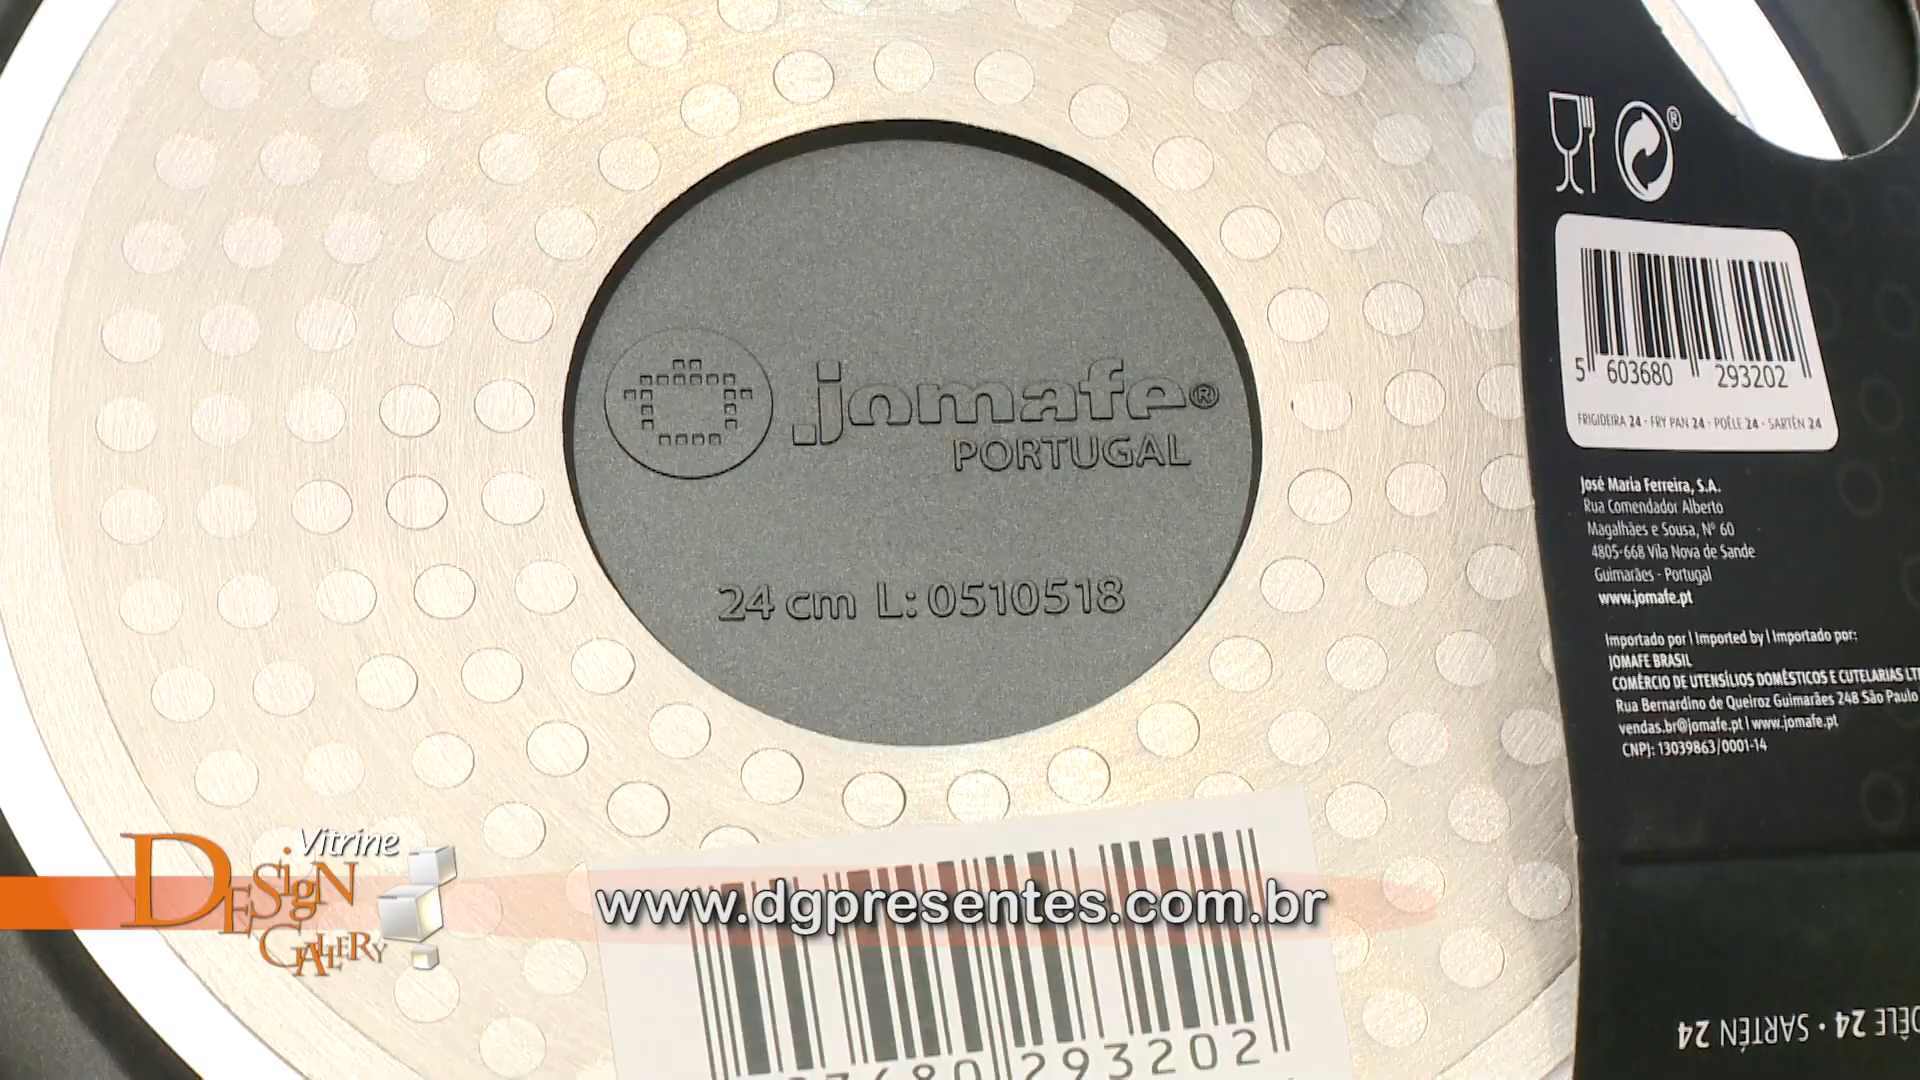 .jomafe®
PORTUGAL
24 cm L: 0510518
®
5 603680 293202
FRIGIDEIRA 24 - FRY PAN 24 - POÊLE 24 - SARTÉN 24
José Maria Ferreira, S.A.
Rua Comendador Alberto
Magalhães e Sousa, Nº 60
4805-668 Vila Nova de Sande
Guimarães - Portugal
www.jomafe.pt
Importado por | Imported by | Importado por:
JOMAFE BRASIL
COMÉRCIO DE UTENSÍLIOS DOMÉSTICOS E CUTELARIAS
Rua Bernardino de Queiroz Guimarães 248 São Paulo
vendas.br@jomafe.pt | www.jomafe.pt
CNPJ: 13039863/0001-14
Vitrine
DESIGN
GALLERY
www.dgpresentes.com.br
680 293202
24 · SARTÉN 24